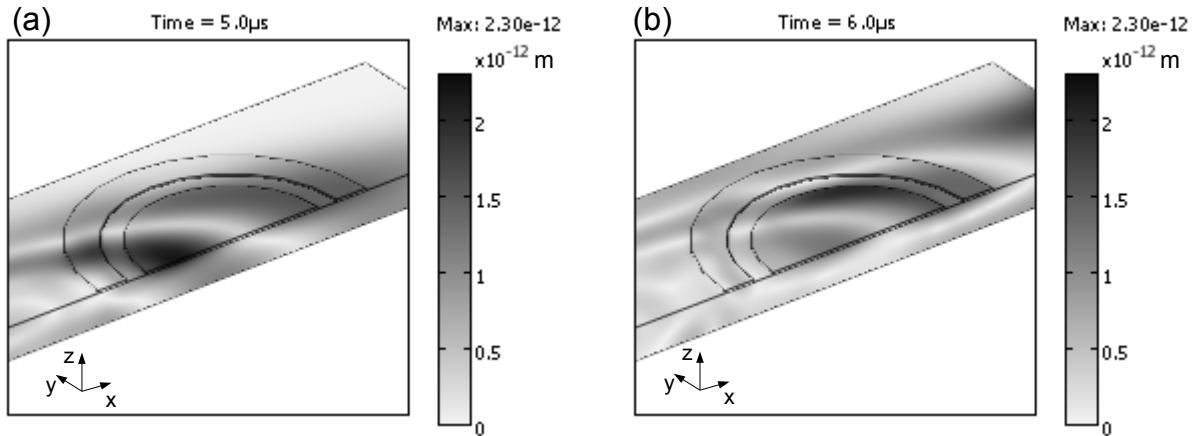 (a)
Time = 5.0µs
Max: 2.30e-12
x10⁻¹² m
2
1.5
1
0.5
0
z
y
x
(b)
Time = 6.0µs
Max: 2.30e-12
x10⁻¹² m
2
1.5
1
0.5
0
z
y
x